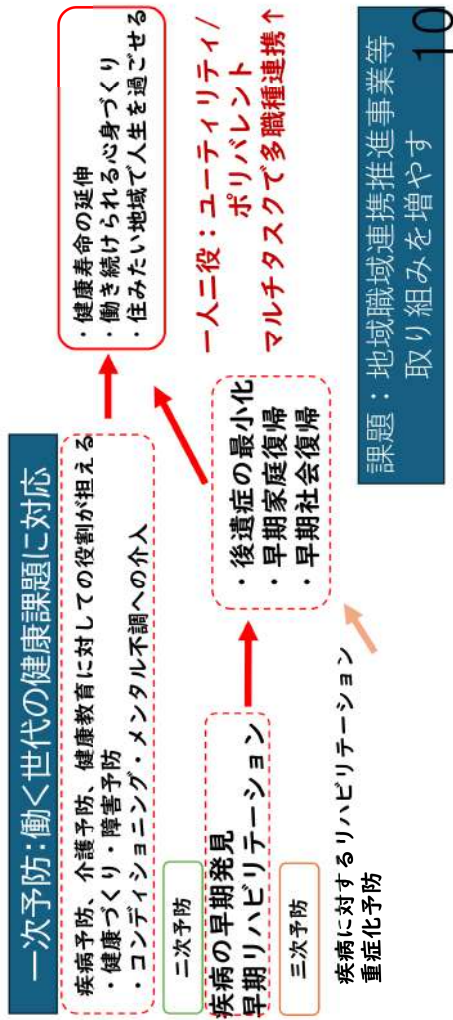 一次予防:働く世代の健康課題に対応
疾病予防、介護予防、健康教育に対しての役割が担える
・健康づくり・障害予防
・コンディショニング・メンタル不調への介入
二次予防
疾病の早期発見
早期リハビリテーション
三次予防
疾病に対するリハビリテーション
重症化予防
・後遺症の最小化
・早期家庭復帰
・早期社会復帰
・健康寿命の延伸
・働き続けられる心身づくり
・住みたい地域で人生を過ごせる
一人二役：ユーティリティ/
ポリバレント
マルチタスクで多職種連携↑
課題：地域職域連携推進事業等
取り組みを増やす
10